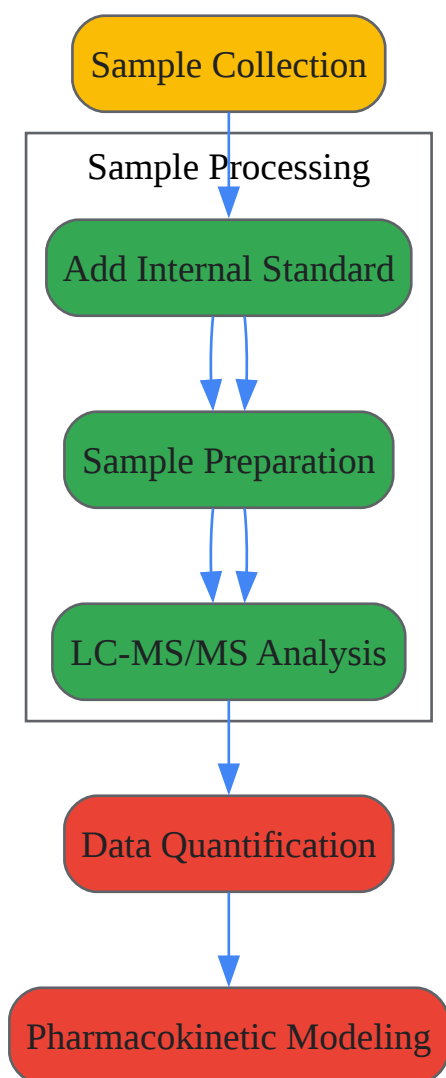 Sample Collection
Sample Processing
Add Internal Standard
Sample Preparation
LC-MS/MS Analysis
Data Quantification
Pharmacokinetic Modeling